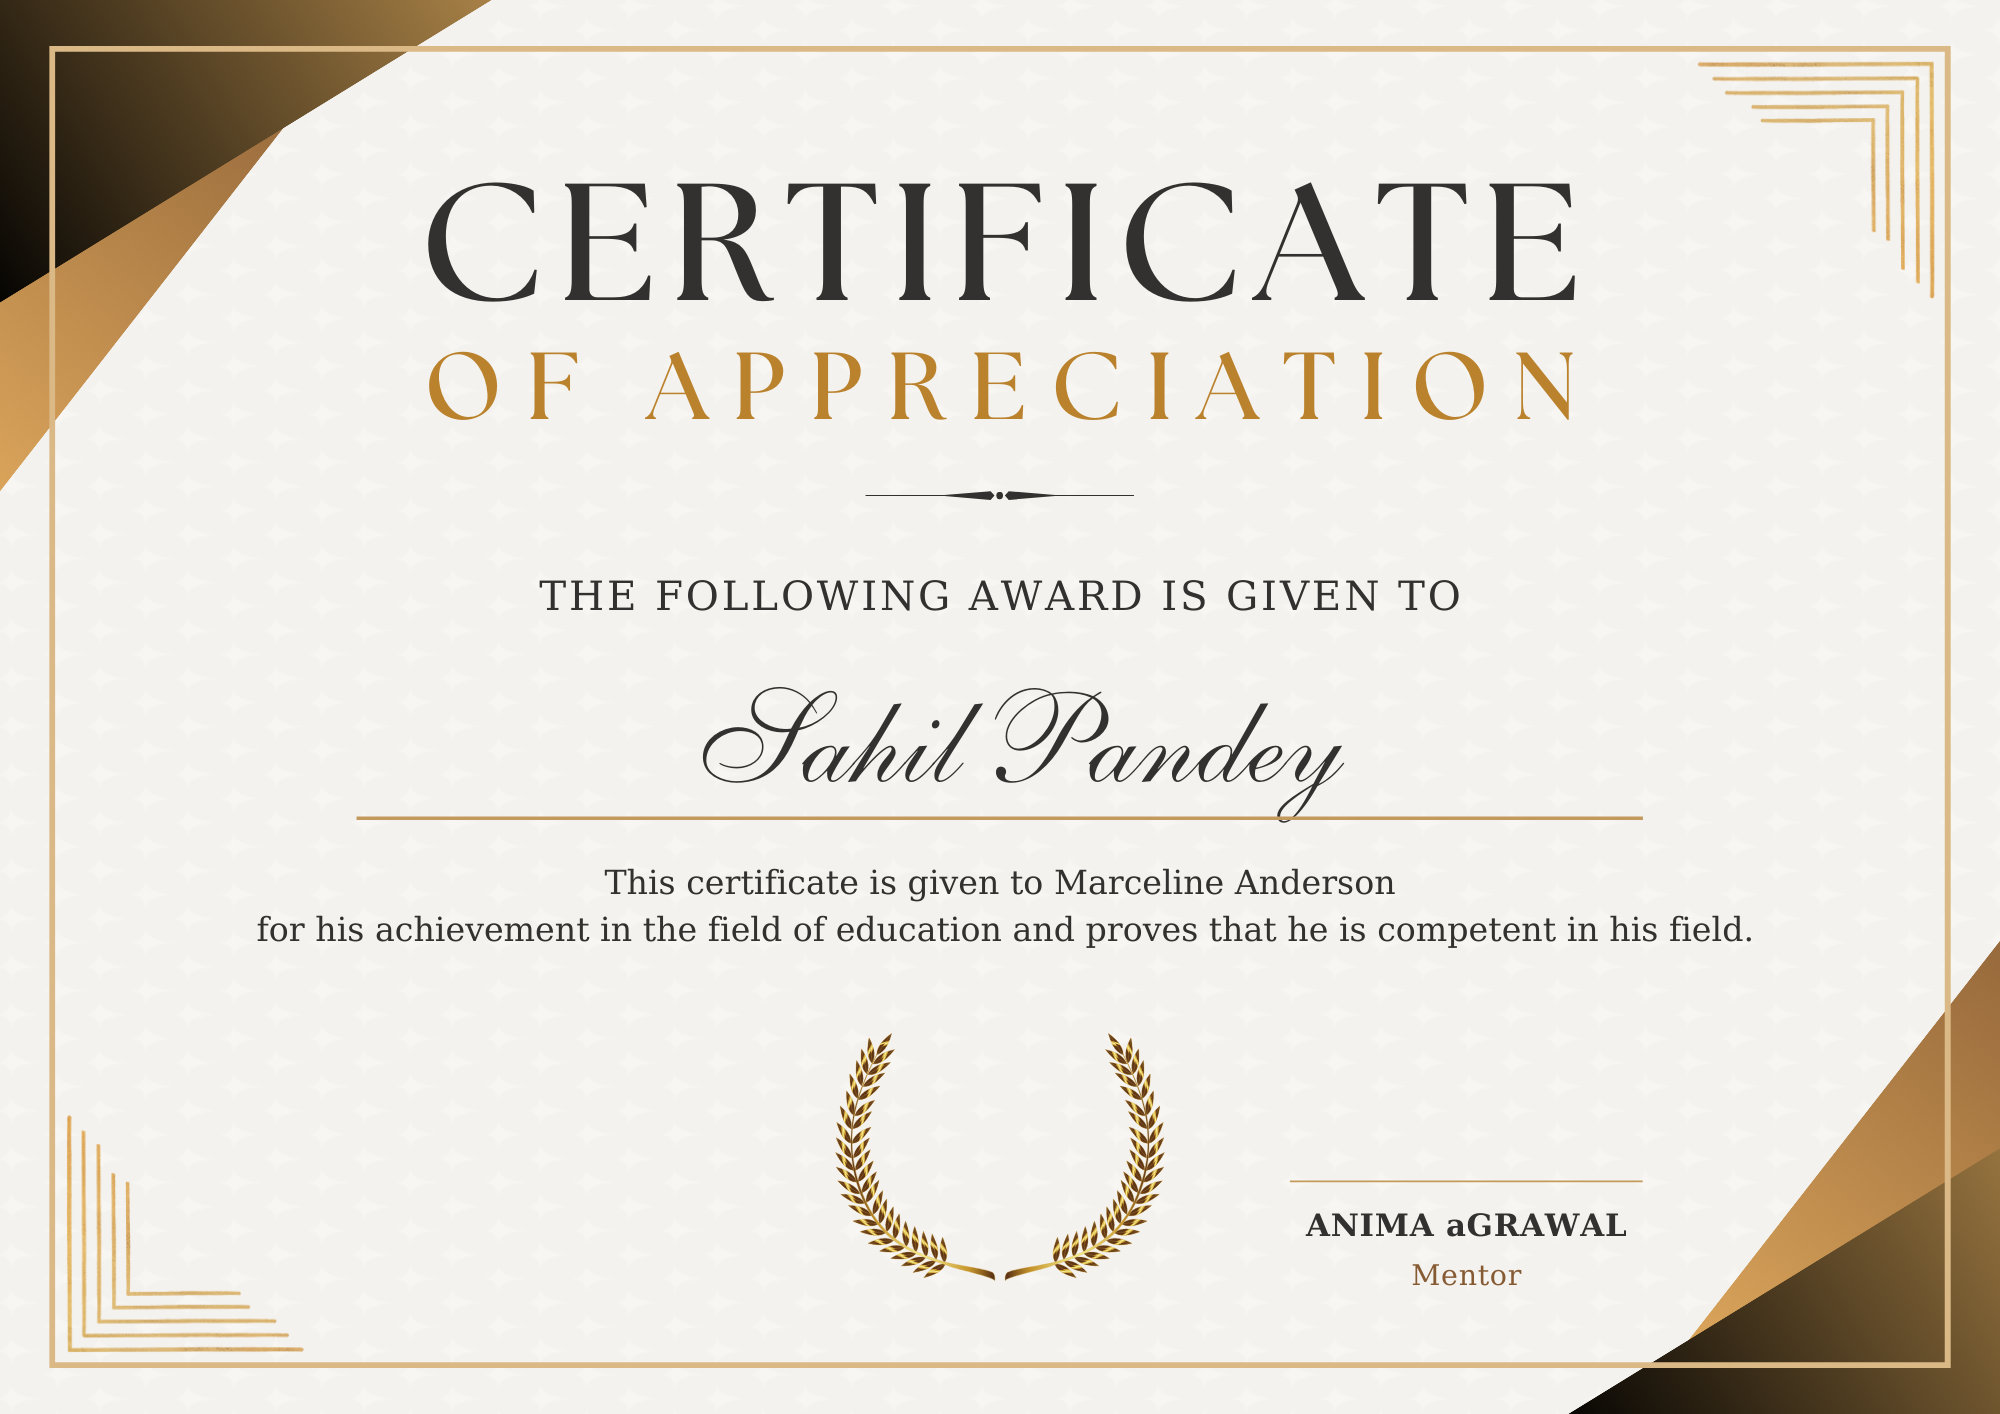 CERTIFICATE
OF APPRECIATION
THE FOLLOWING AWARD IS GIVEN TO
Sahil Pandey
This certificate is given to Marceline Anderson
for his achievement in the field of education and proves that he is competent in his field.
ANIMA aGRAWAL
Mentor